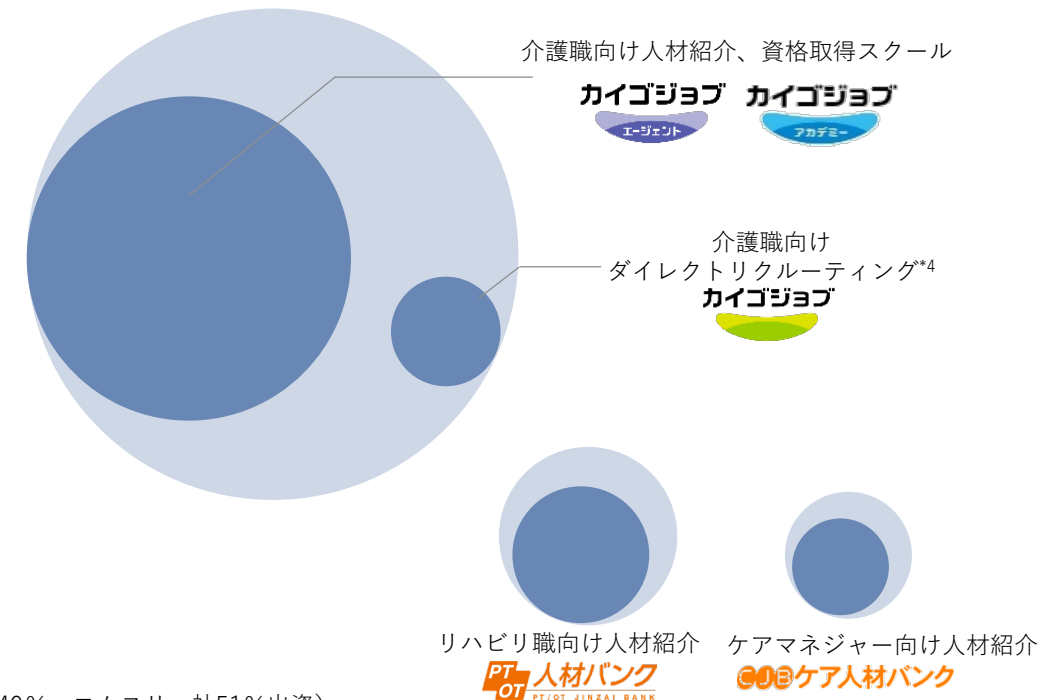 介護職向け人材紹介、資格取得スクール
カイゴジョブ カイゴジョブ
エージェント アカデミー
介護職向け
ダイレクトリクルーティング*4
カイゴジョブ
リハビリ職向け人材紹介 ケアマネジャー向け人材紹介
PT OT 人材バンク CJBケア人材バンク
PT/OT JINZAI BANK